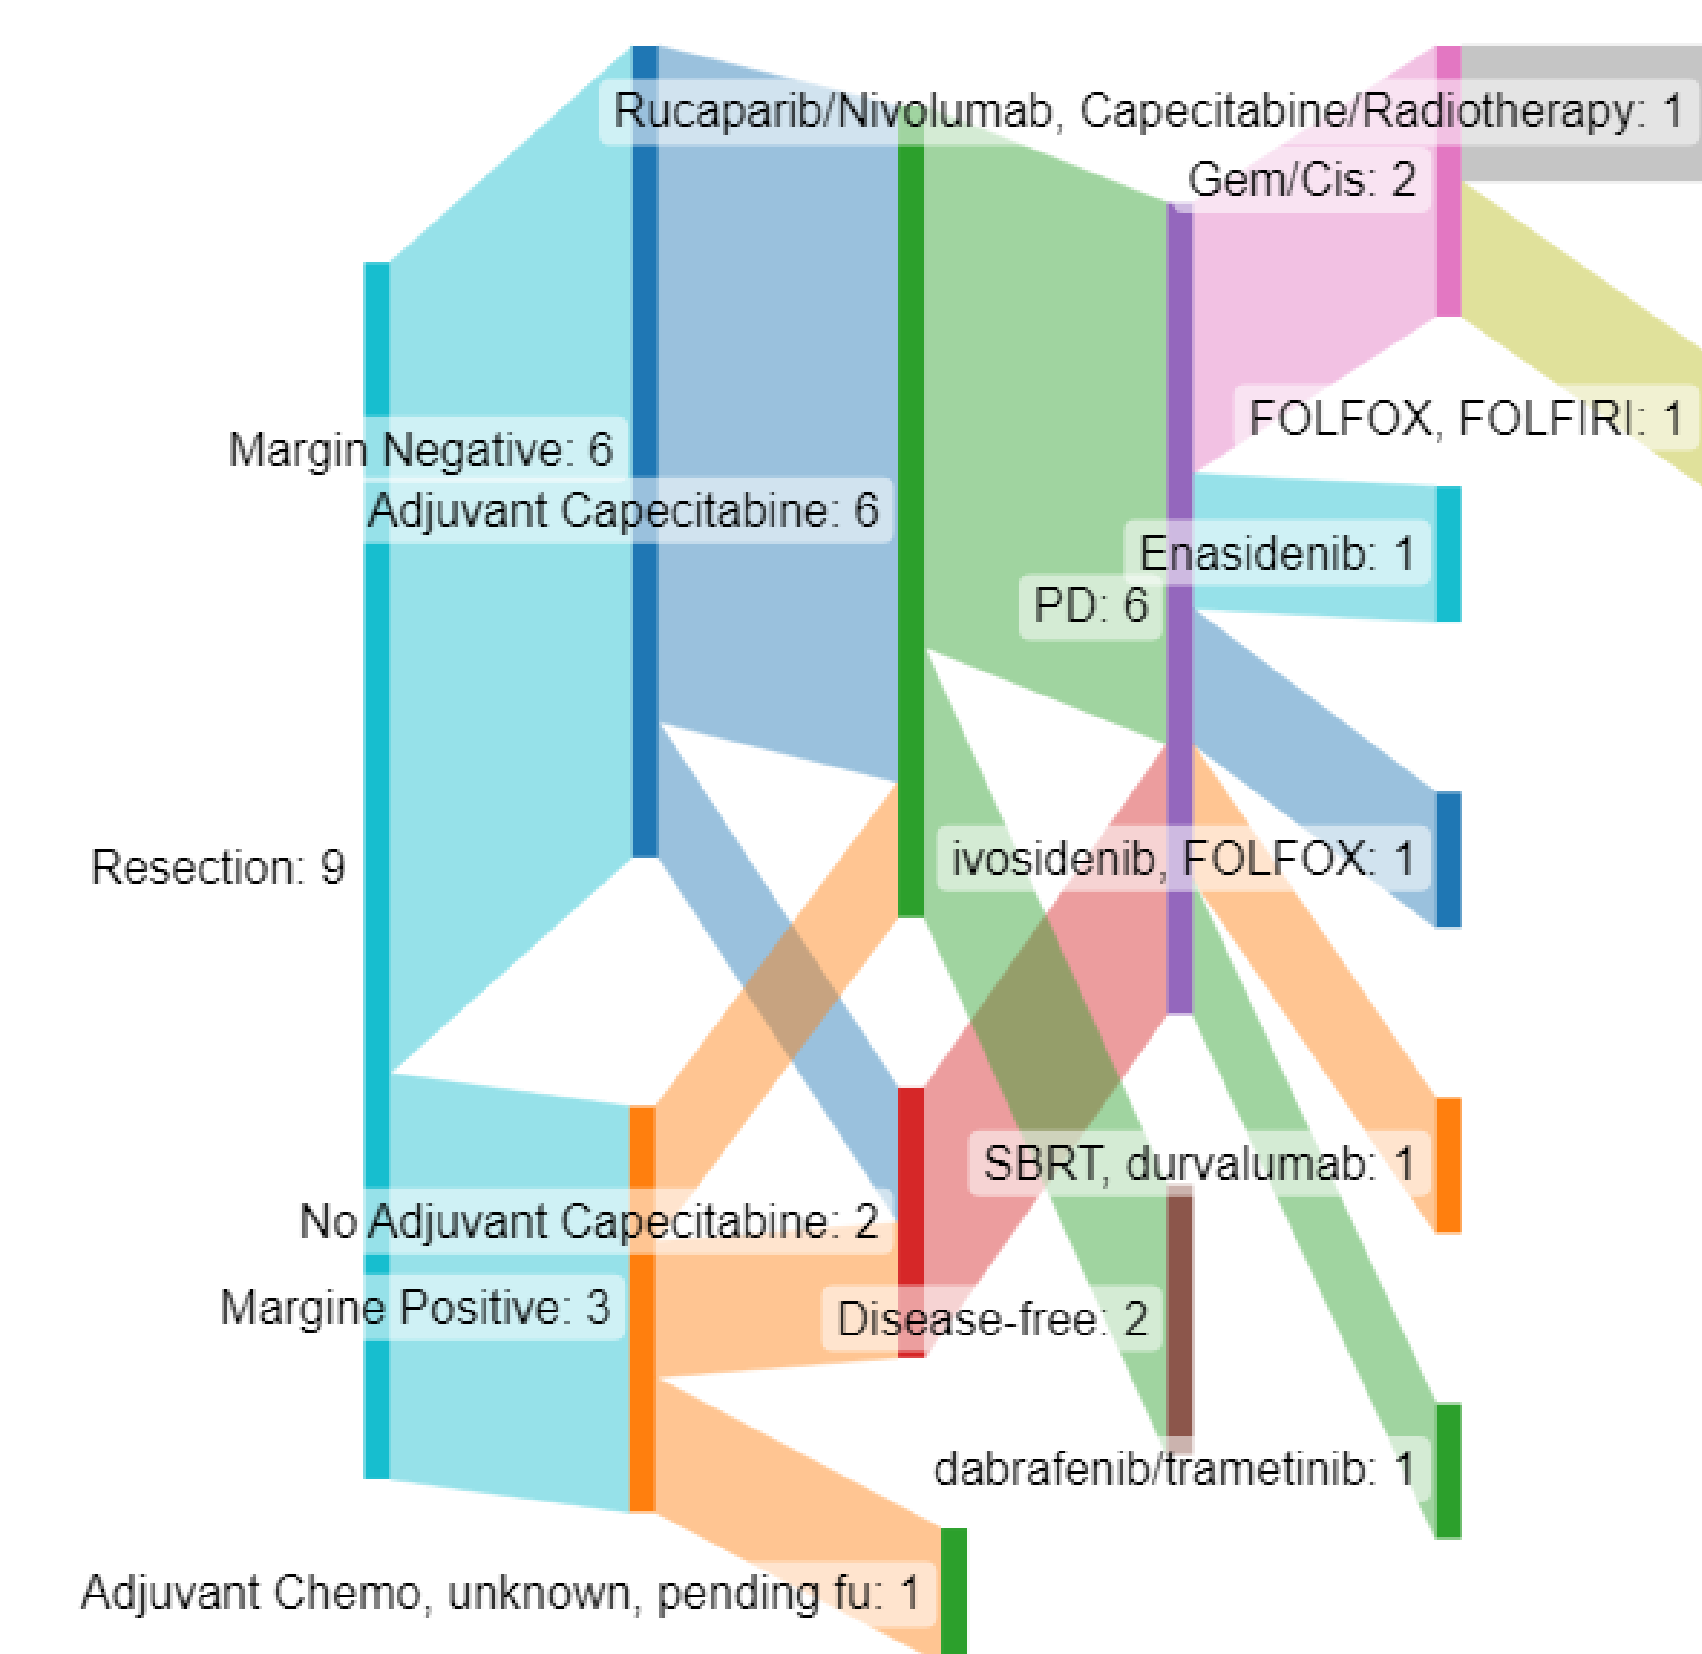 Rucaparib/Nivolumab, Capecitabine/Radiotherapy: 1
Gem/Cis: 2
FOLFOX, FOLFIRI: 1
Margin Negative: 6
Adjuvant Capecitabine: 6
Enasidenib: 1
PD: 6
ivosidenib, FOLFOX: 1
Resection: 9
SBRT, durvalumab: 1
No Adjuvant Capecitabine: 2
Margine Positive: 3
Disease-free: 2
dabrafenib/trametinib: 1
Adjuvant Chemo, unknown, pending fu: 1